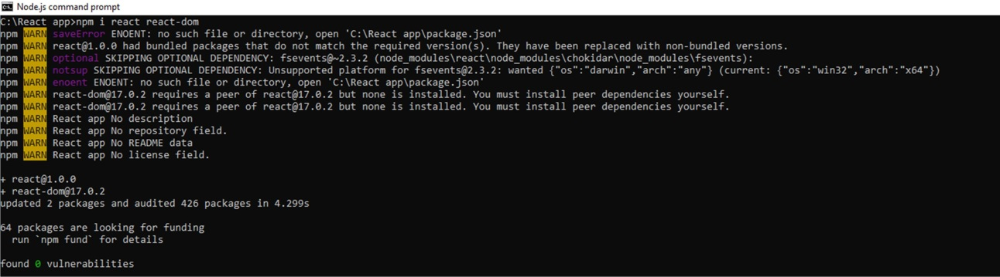 Node.js command prompt
C:\React app>npm i react react-dom
npm WARN saveError ENOENT: no such file or directory, open 'C:\React app\package.json'
npm WARN react@1.0.0 had bundled packages that do not match the required version(s). They have been replaced with non-bundled versions.
npm WARN optional SKIPPING OPTIONAL DEPENDENCY: fsevents@~2.3.2 (node_modules\react\node_modules\chokidar\node_modules\fsevents):
npm WARN notsup SKIPPING OPTIONAL DEPENDENCY: Unsupported platform for fsevents@2.3.2: wanted {"os":"darwin","arch":"any"} (current: {"os":"win32","arch":"x64"})
npm WARN enoent ENOENT: no such file or directory, open 'C:\React app\package.json'
npm WARN react-dom@17.0.2 requires a peer of react@17.0.2 but none is installed. You must install peer dependencies yourself.
npm WARN react-dom@17.0.2 requires a peer of react@17.0.2 but none is installed. You must install peer dependencies yourself.
npm WARN React app No description
npm WARN React app No repository field.
npm WARN React app No README data
npm WARN React app No license field.
+ react@1.0.0
+ react-dom@17.0.2
updated 2 packages and audited 426 packages in 4.299s
64 packages are looking for funding
run `npm fund` for details
found 0 vulnerabilities